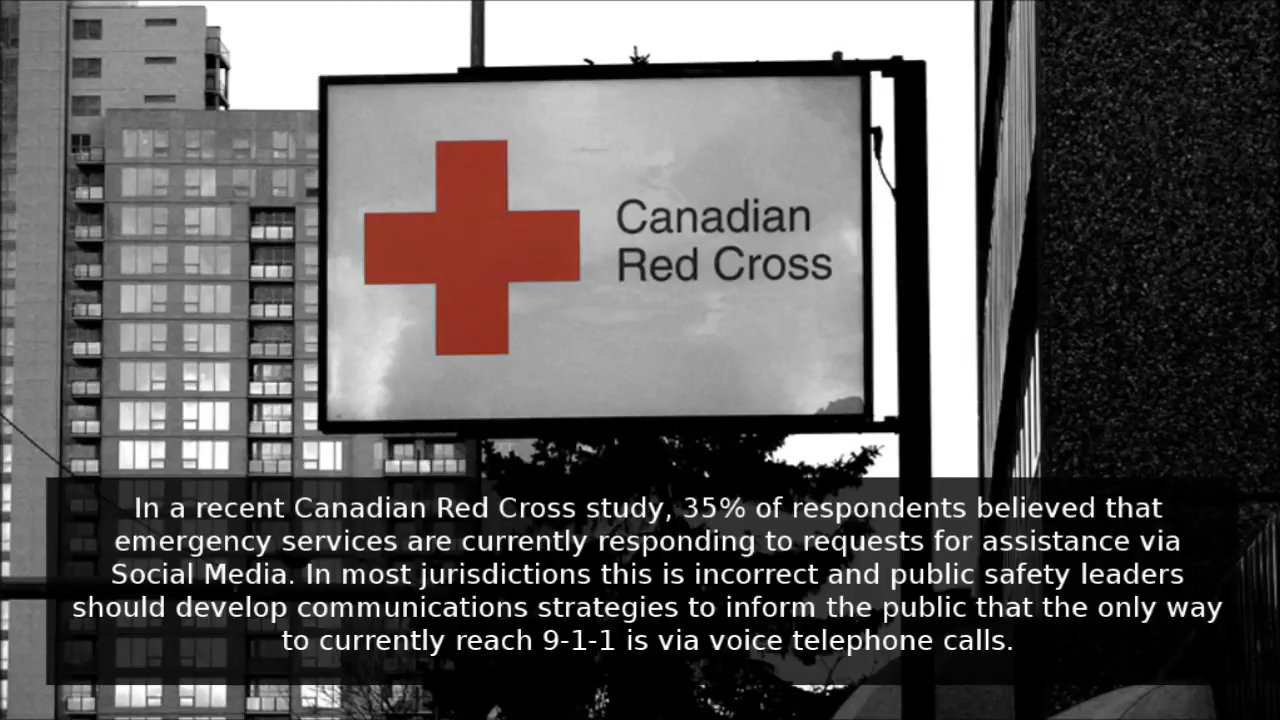 Canadian
Red Cross
In a recent Canadian Red Cross study, 35% of respondents believed that
emergency services are currently responding to requests for assistance via
Social Media. In most jurisdictions this is incorrect and public safety leaders
should develop communications strategies to inform the public that the only way
to currently reach 9-1-1 is via voice telephone calls.